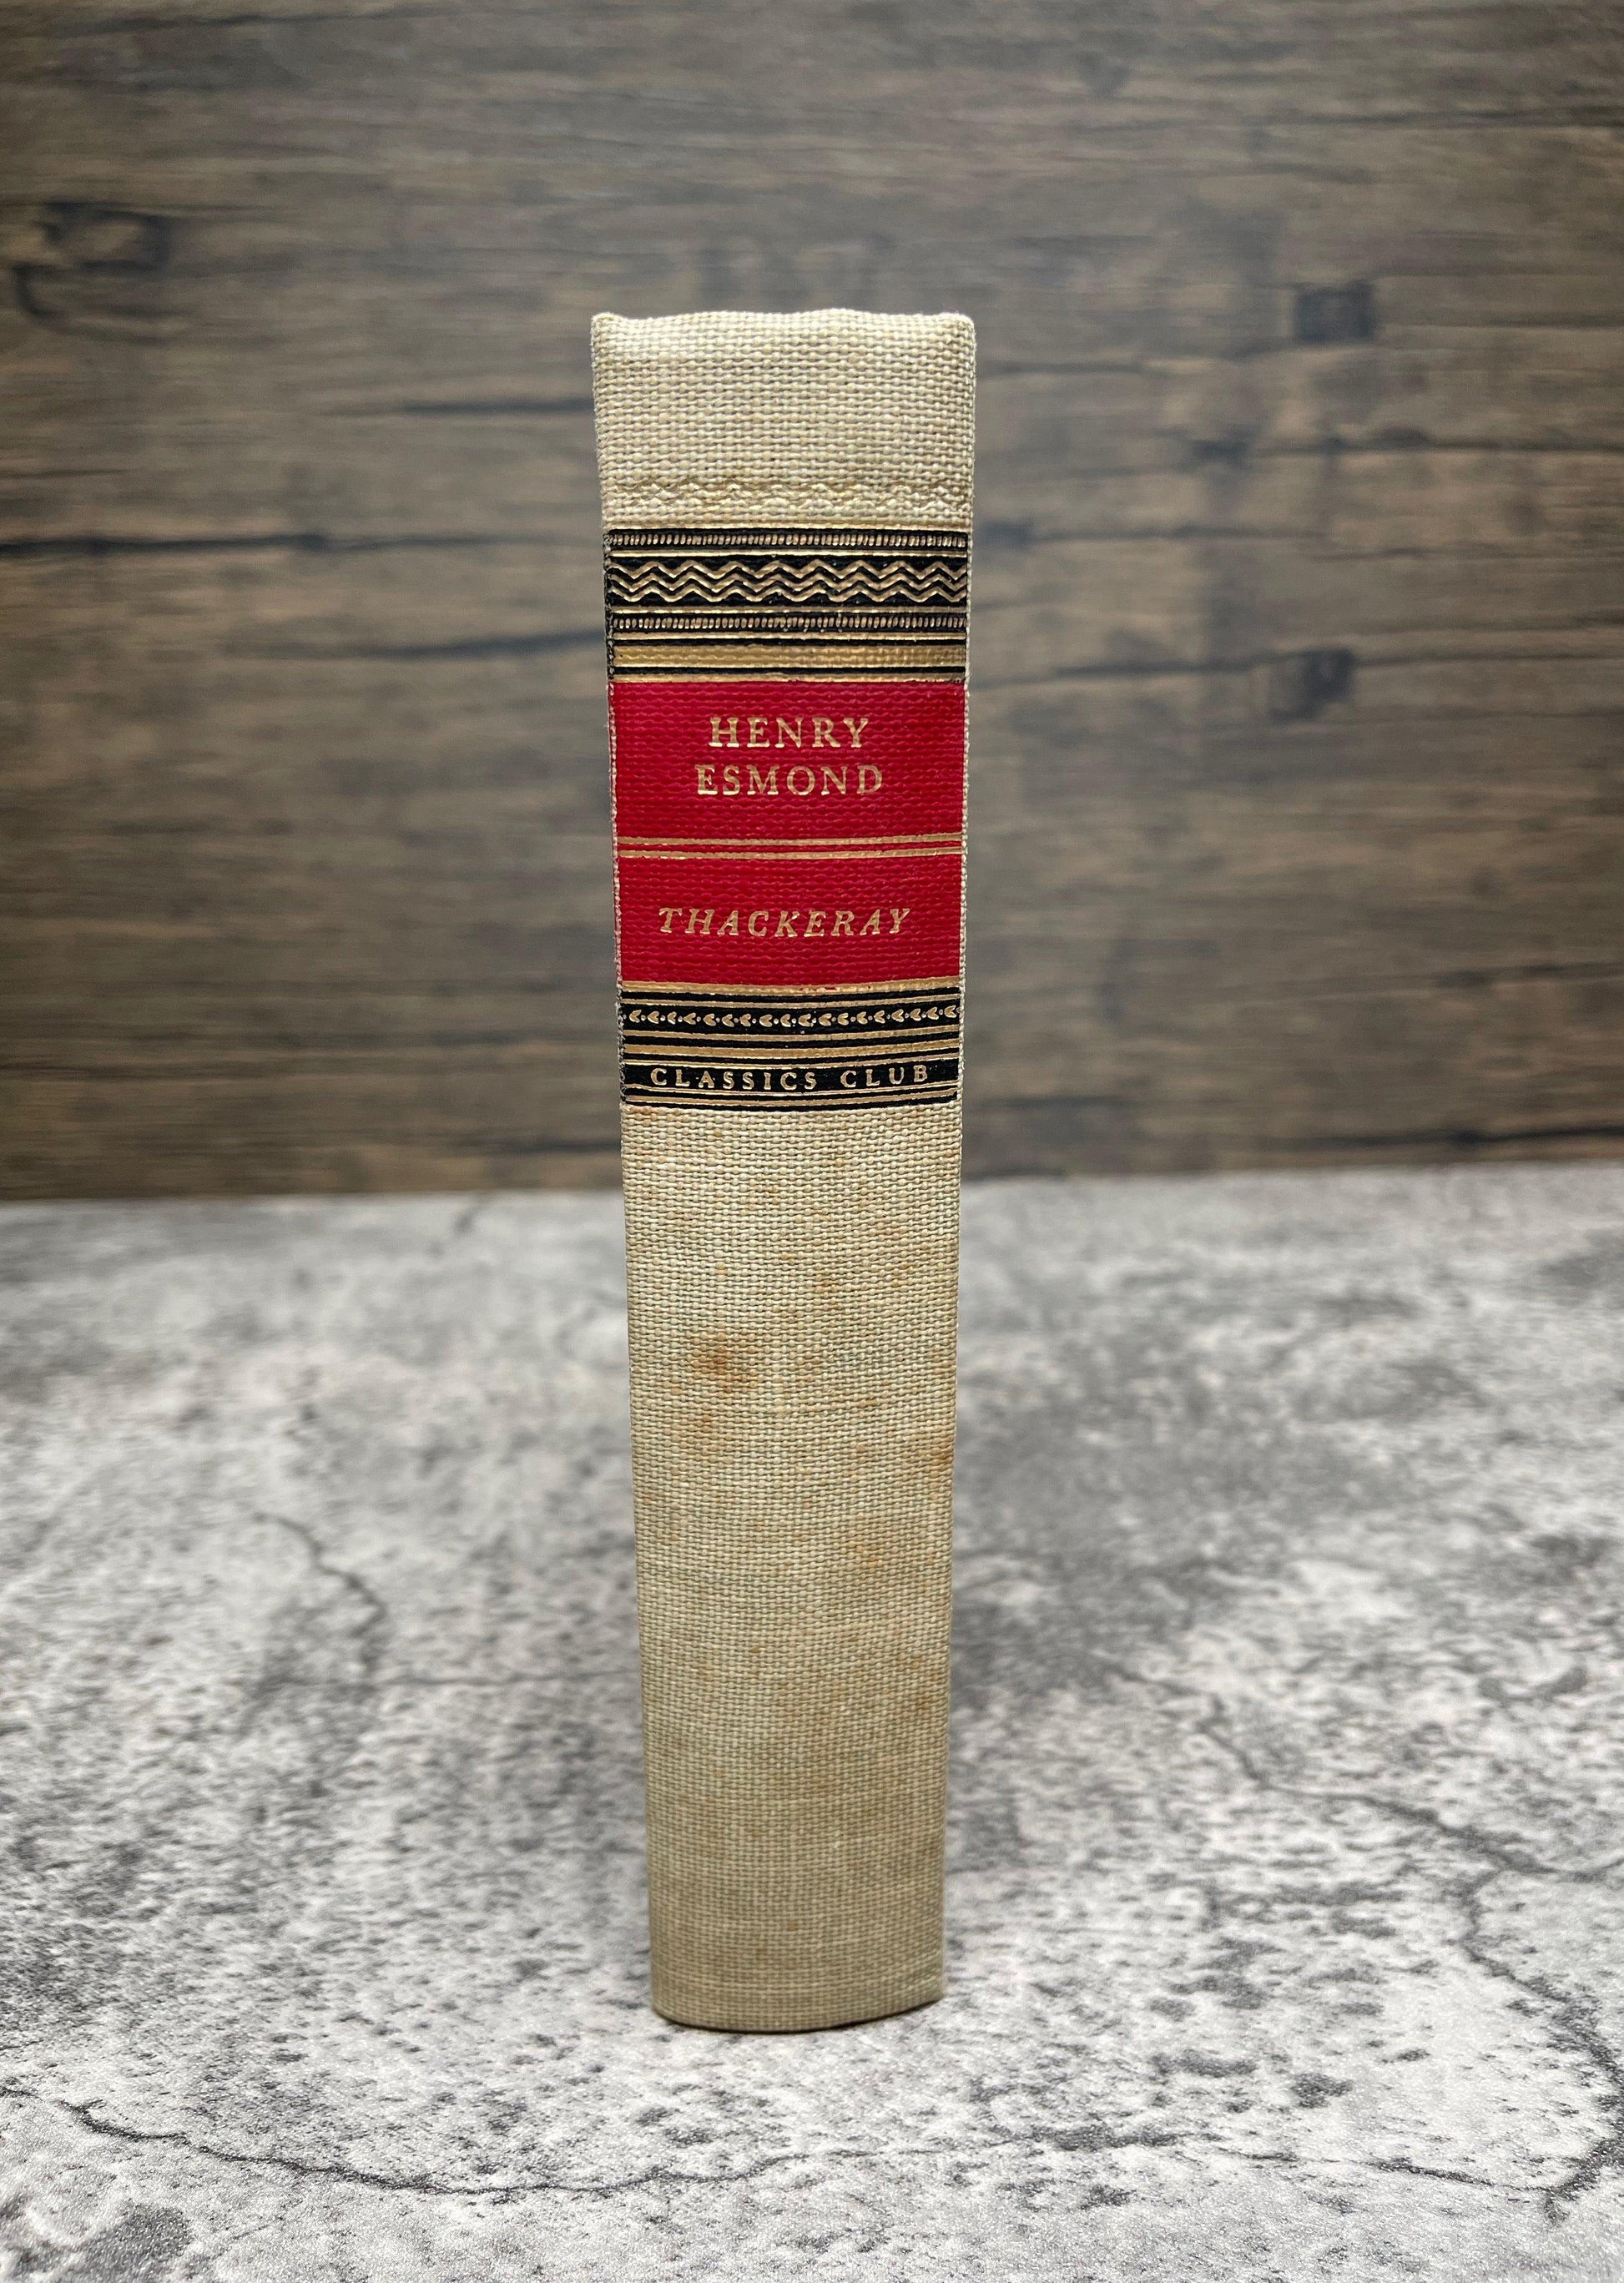 HENRY
ESMOND
THACKERAY
CLASSICS CLUB